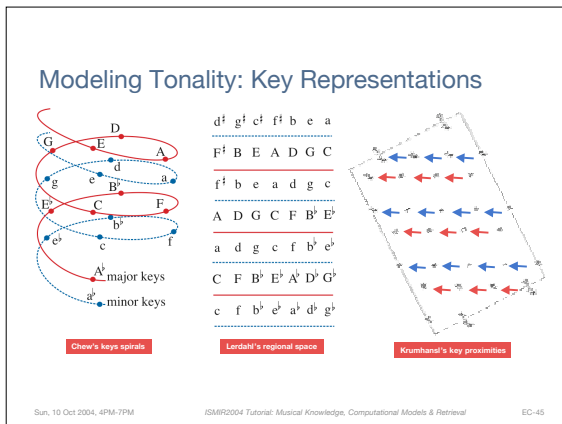 Modeling Tonality: Key Representations
D
G
E
A
d
g
e
a
B♭
E♭
C
F
b♭
e♭
c
f
A♭
major keys
a♭
minor keys
Chew's keys spirals
d♯ g♯ c♯ f♯ b e a
F♯ B E A D G C
f♯ b e a d g c
A D G C F B♭ E♭
a d g c f b♭ e♭
C F B♭ E♭ A♭ D♭ G♭
c f b♭ e♭ a♭ d♭ g♭
Lerdahl's regional space
Krumhansl's key proximities
Sun, 10 Oct 2004, 4PM-7PM
ISMIR2004 Tutorial: Musical Knowledge, Computational Models & Retrieval
EC-45